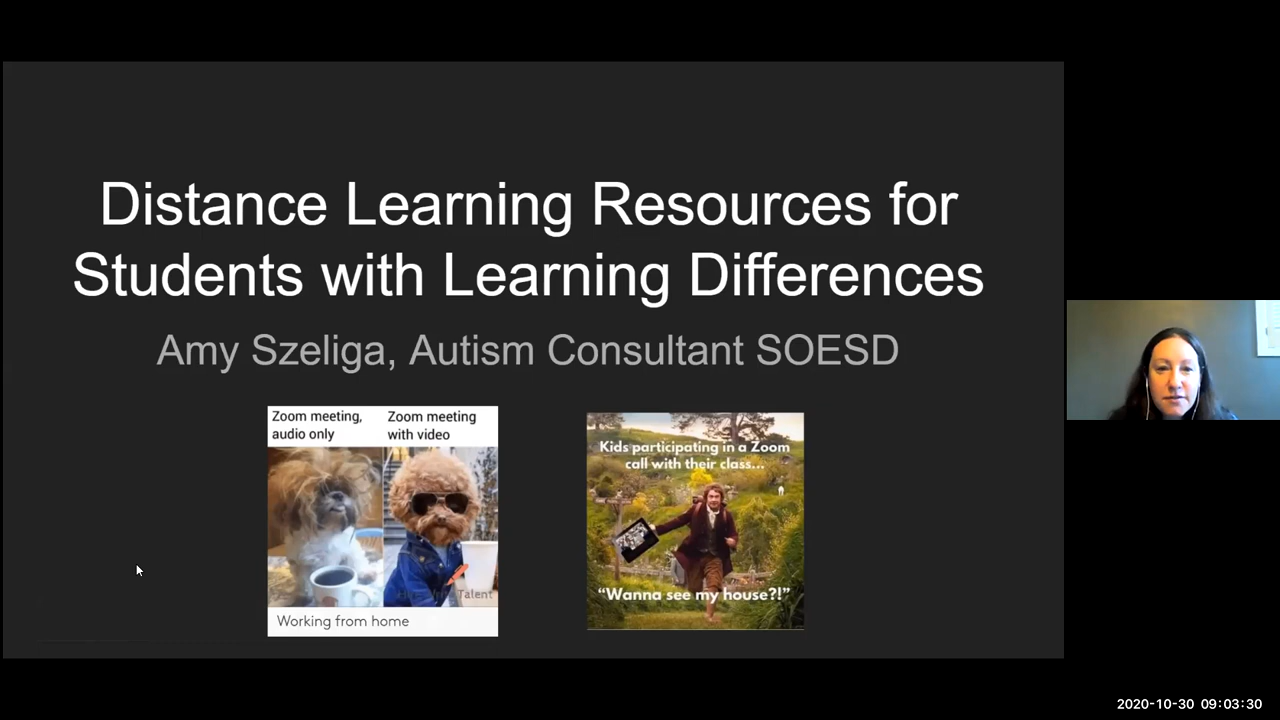 Distance Learning Resources for
Students with Learning Differences
Amy Szeliga, Autism Consultant SOESD
Zoom meeting,
audio only
Zoom meeting
with video
Talent
Working from home
Kids participating in a Zoom
call with their class...
“Wanna see my house?!”
2020-10-30 09:03:30